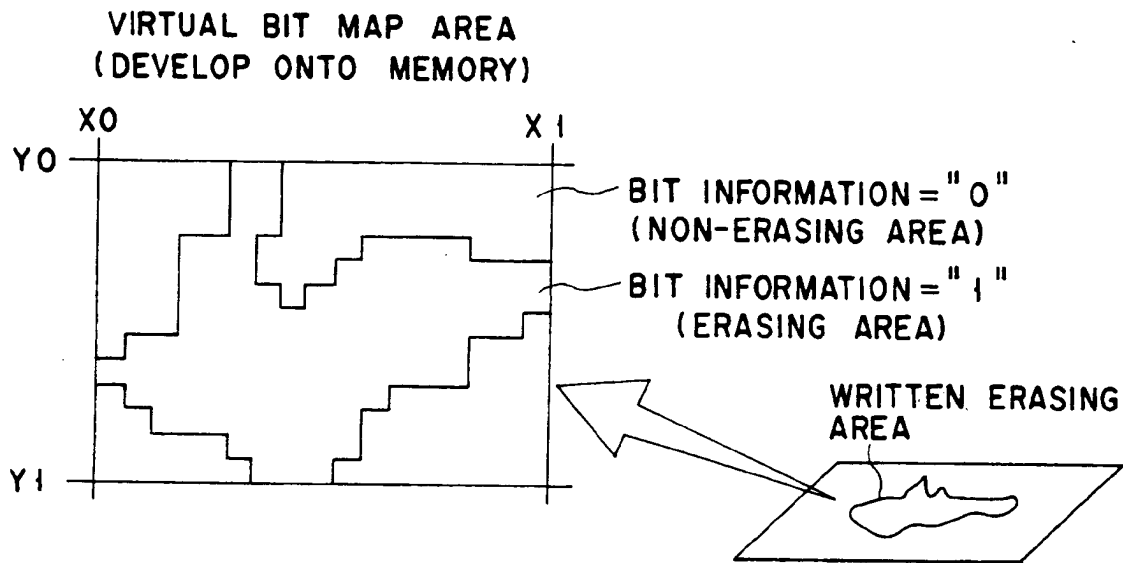 VIRTUAL BIT MAP AREA
(DEVELOP ONTO MEMORY)
X0
X1
Y0
BIT INFORMATION = "0"
(NON-ERASING AREA)
BIT INFORMATION = "1"
(ERASING AREA)
WRITTEN ERASING
AREA
Y1